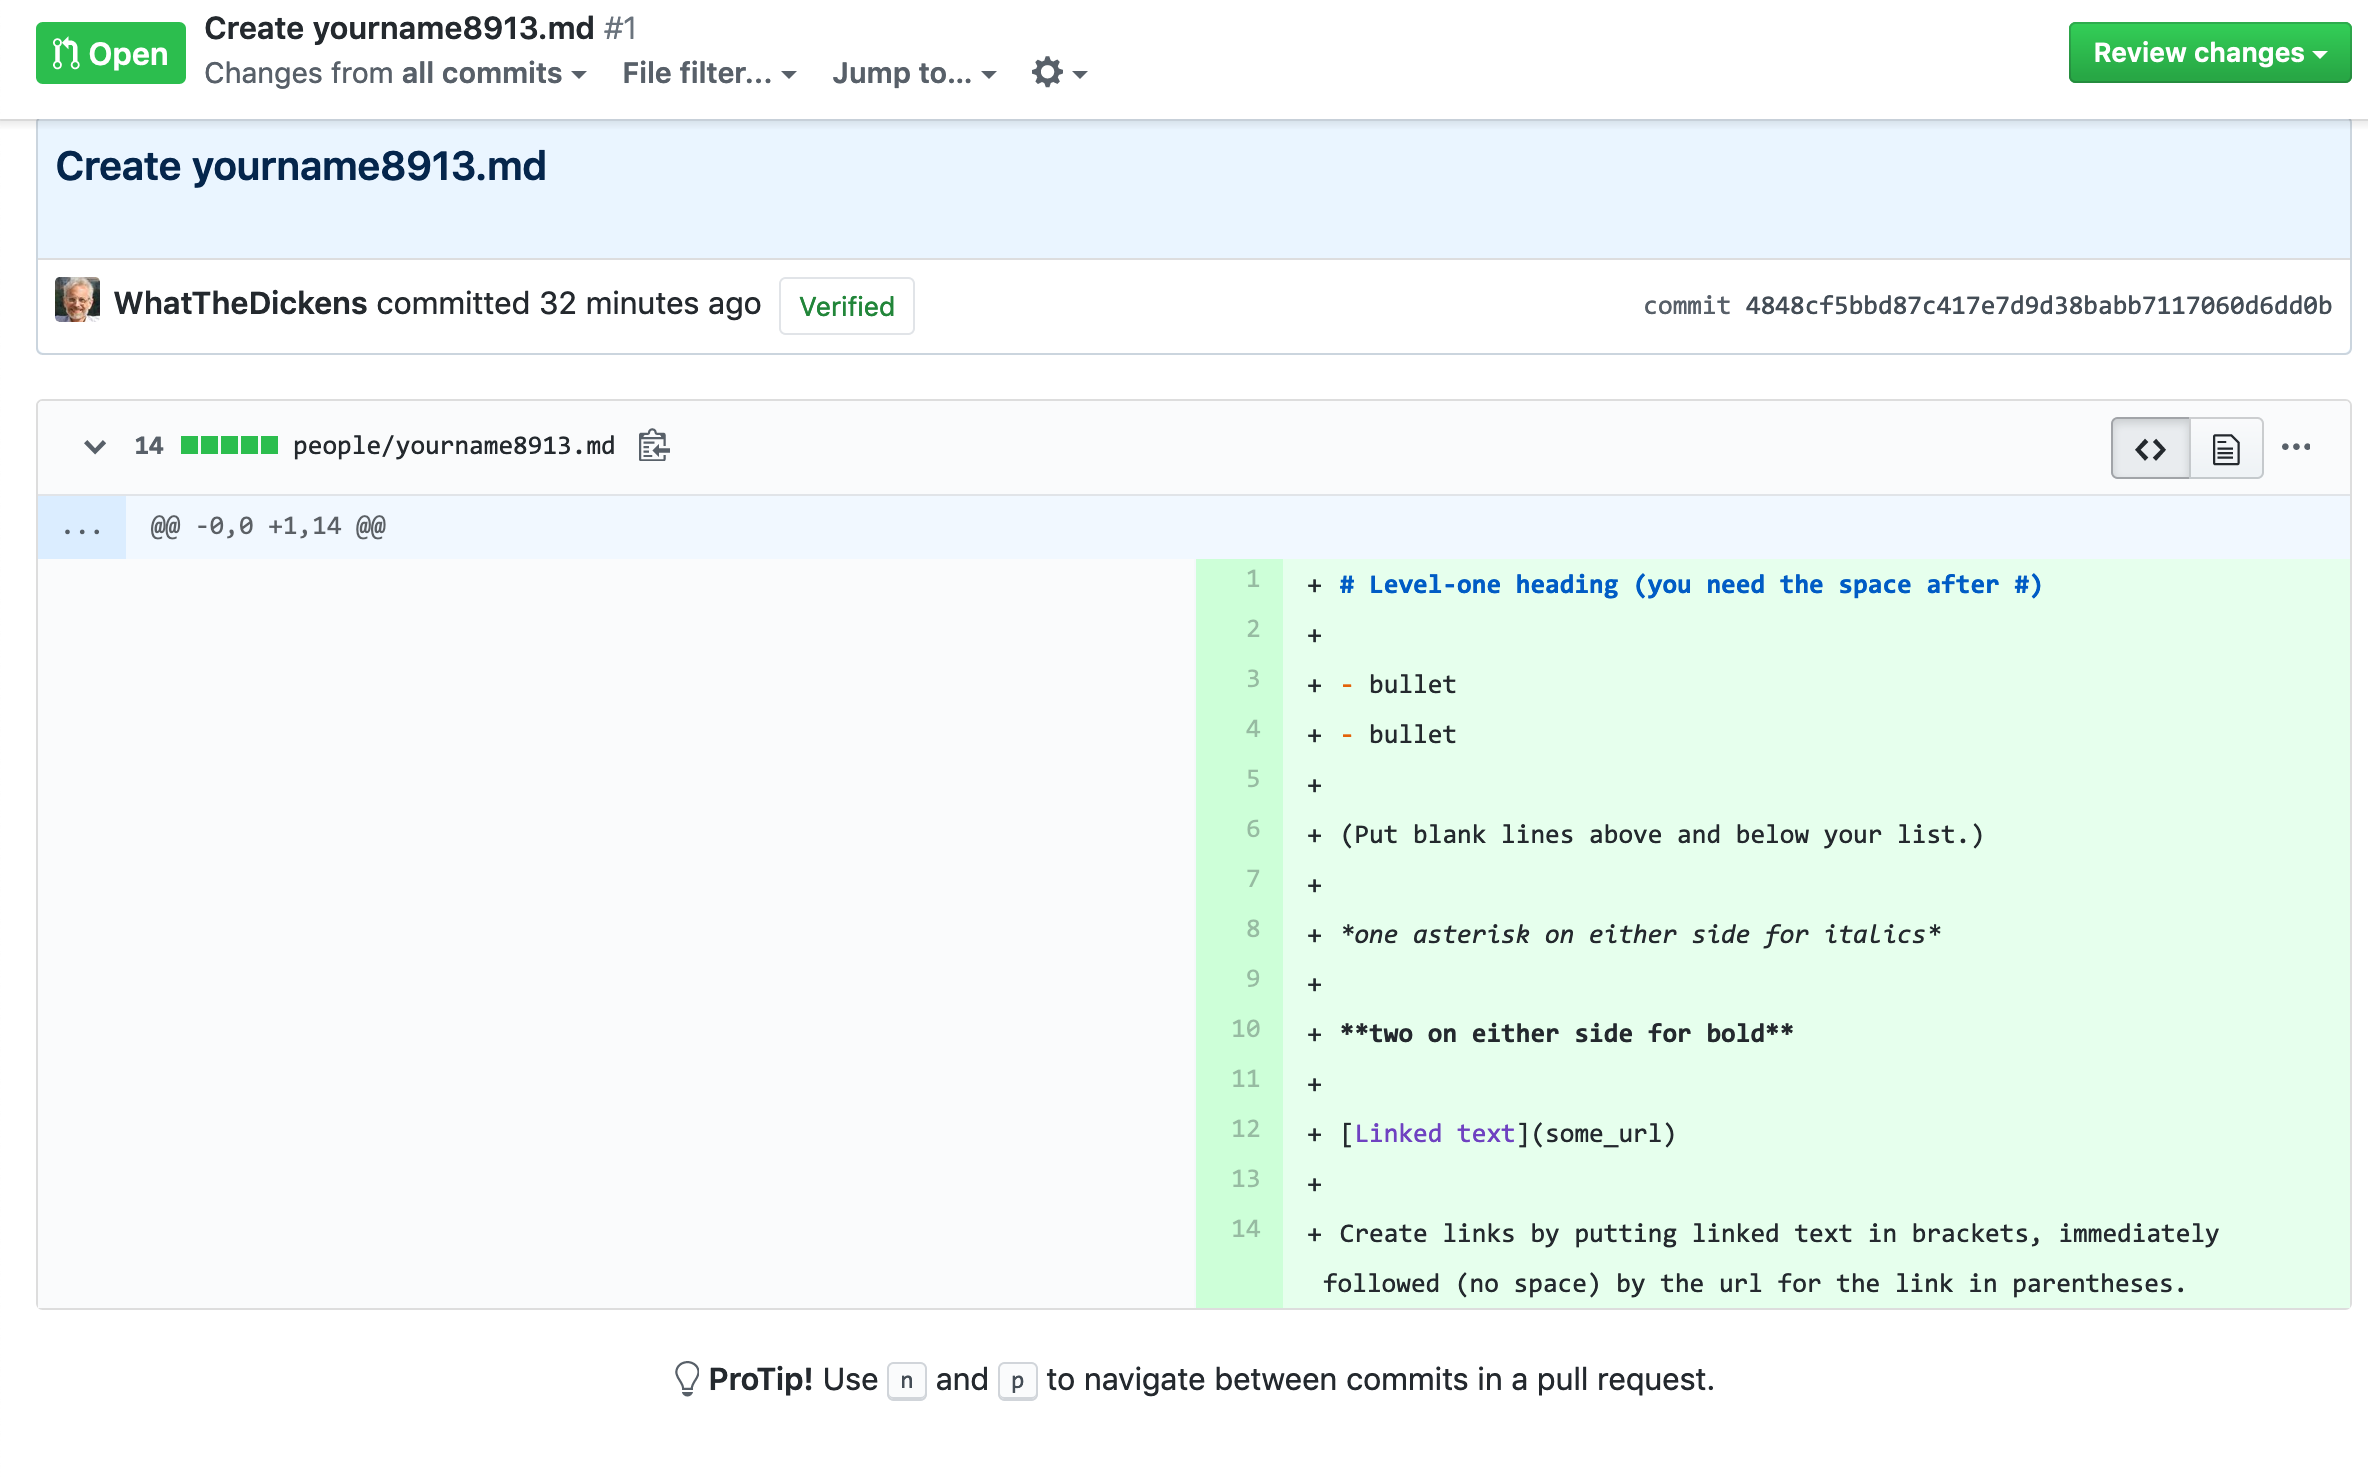 Open
Create yourname8913.md #1
Changes from all commits File filter... Jump to...
Review changes
Create yourname8913.md
WhatTheDickens committed 32 minutes ago Verified commit 4848cf5bbd87c417e7d9d38babb7117060d6dd0b
14 people/yourname8913.md
... @@ -0,0 +1,14 @@
1 + # Level-one heading (you need the space after #)
2 +
3 + - bullet
4 + - bullet
5 +
6 + (Put blank lines above and below your list.)
7 +
8 + *one asterisk on either side for italics*
9 +
10 + **two on either side for bold**
11 +
12 + [Linked text](some_url)
13 +
14 + Create links by putting linked text in brackets, immediately
followed (no space) by the url for the link in parentheses.
ProTip! Use n and p to navigate between commits in a pull request.